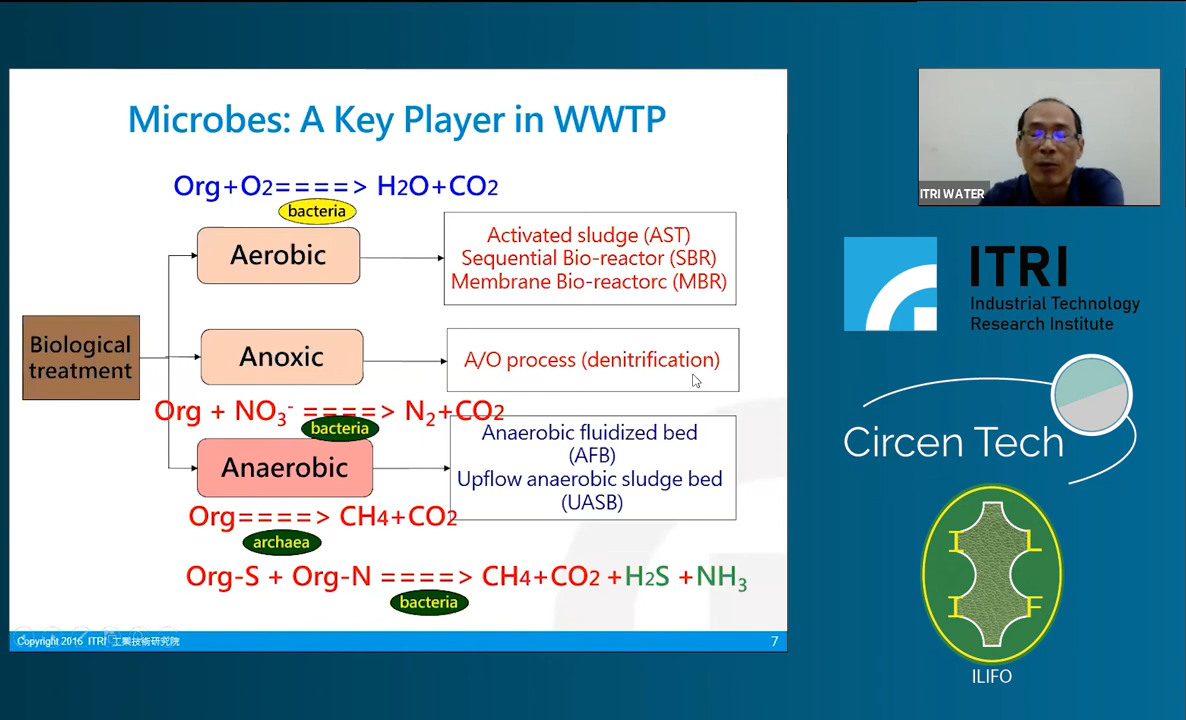 Microbes: A Key Player in WWTP
Org+O2====> H2O+CO2
bacteria
Aerobic
Activated sludge (AST)
Sequential Bio-reactor (SBR)
Membrane Bio-reactorc (MBR)
Biological
treatment
Anoxic
A/O process (denitrification)
Org + NO3- ====> N2+CO2
bacteria
Anaerobic
Anaerobic fluidized bed
(AFB)
Upflow anaerobic sludge bed
(UASB)
Org====> CH4+CO2
archaea
Org-S + Org-N ====> CH4+CO2 +H2S +NH3
bacteria
Copyright 2016 ITRI 工業技術研究院
7
ITRI WATER
ITRI
Industrial Technology
Research Institute
Circen Tech
I L
I F
ILIFO